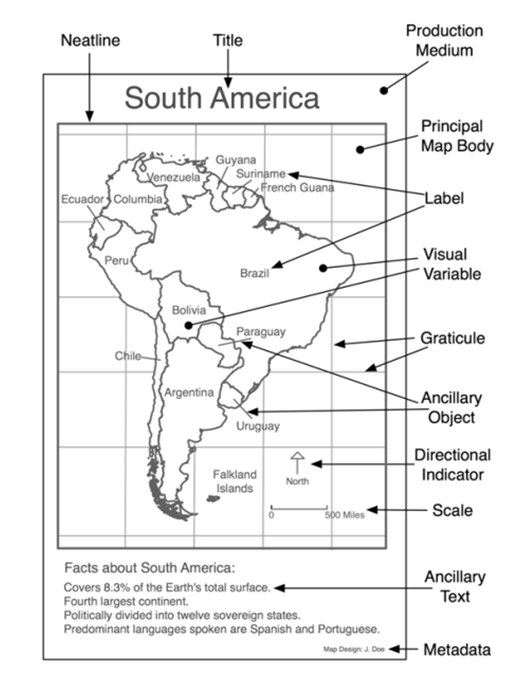 Neatline
Title
Production
Medium
South America
Principal
Map Body
Guyana
Suriname
French Guana
Venezuela
Ecuador
Columbia
Label
Peru
Brazil
Visual
Variable
Bolivia
Paraguay
Graticule
Chile
Argentina
Ancillary
Object
Uruguay
Directional
Indicator
North
Falkland
Islands
0 500 Miles
Scale
Facts about South America:
Covers 8.3% of the Earth's total surface.
Fourth largest continent.
Politically divided into twelve sovereign states.
Predominant languages spoken are Spanish and Portuguese.
Ancillary
Text
Map Design: J. Doe
Metadata